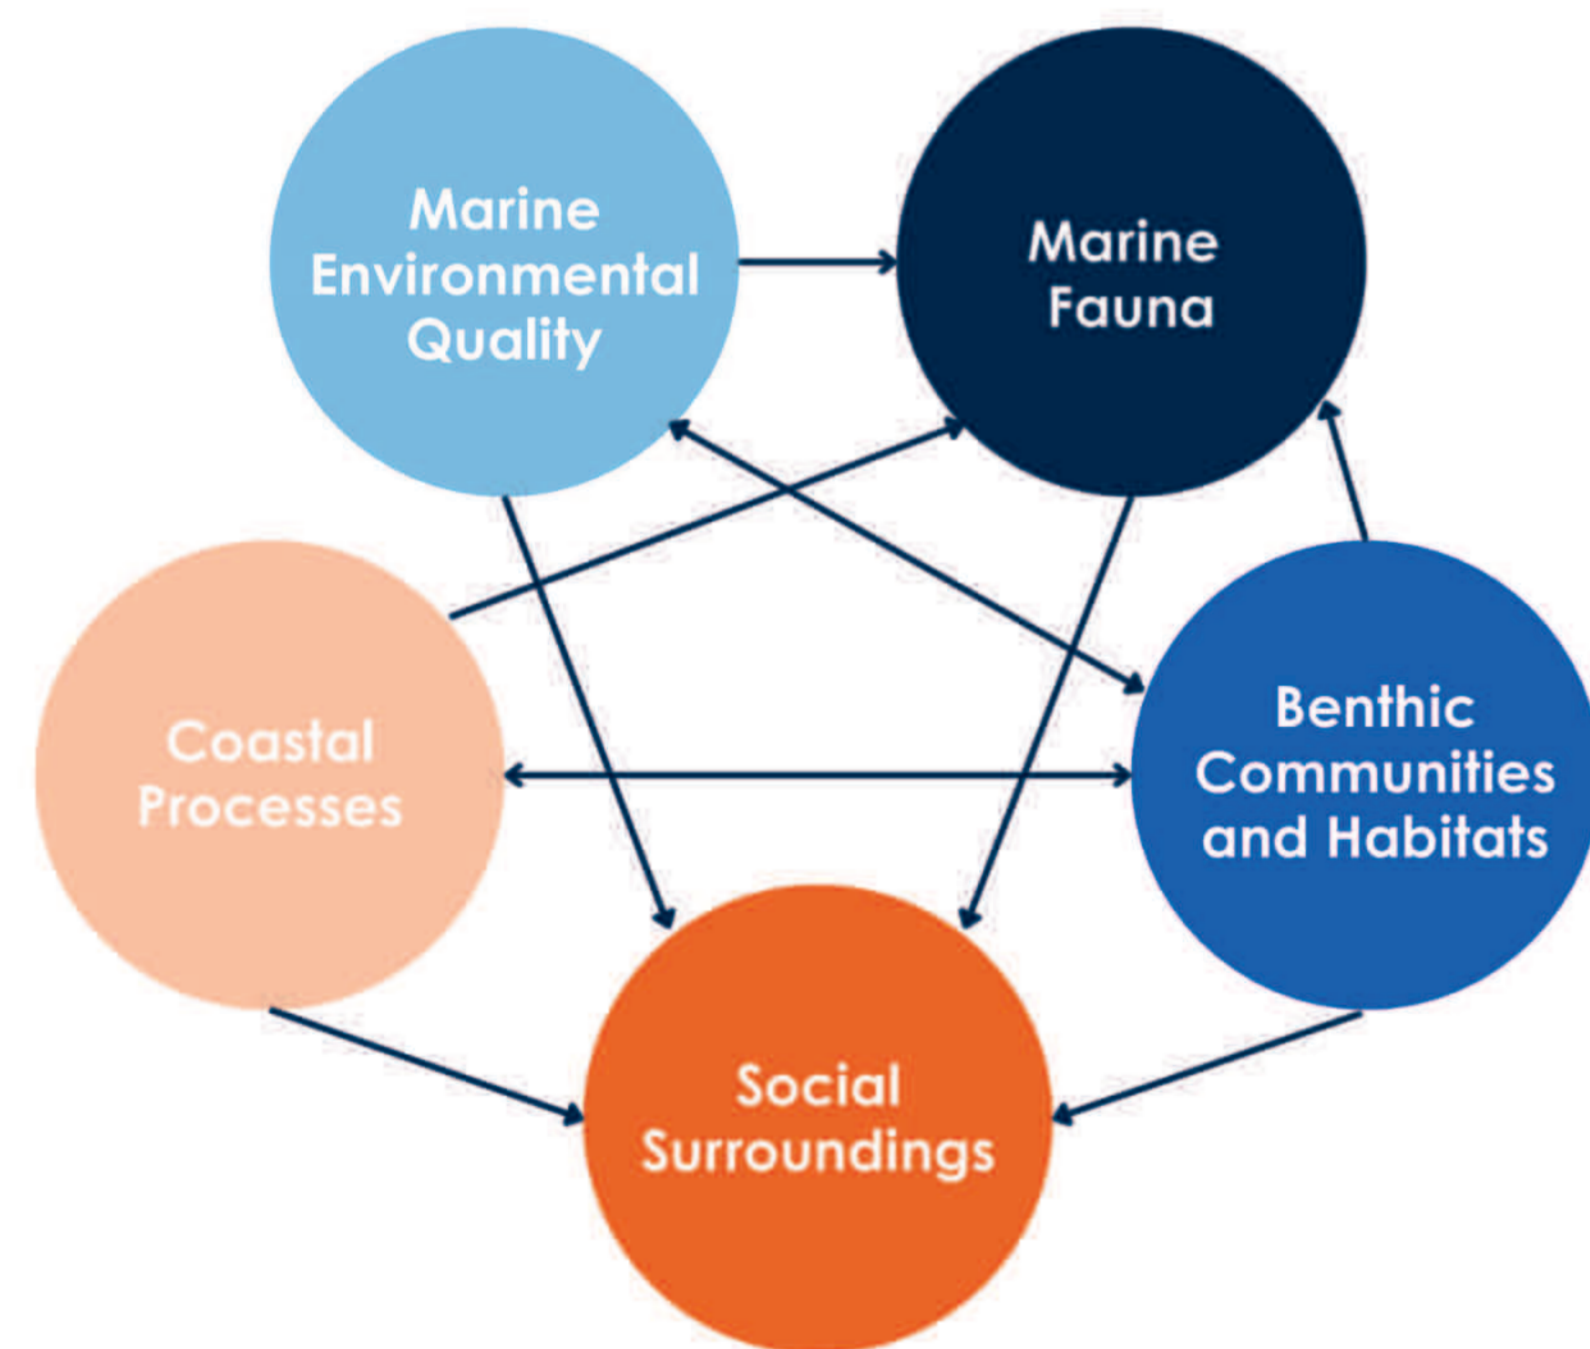 Marine
Environmental
Quality
Marine
Fauna
Coastal
Processes
Benthic
Communities
and Habitats
Social
Surroundings